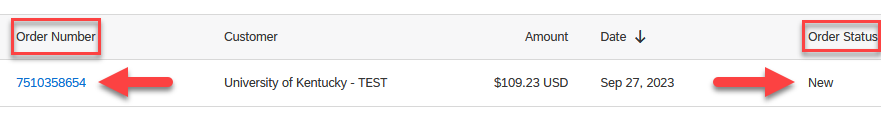 Order Number Customer Amount Date Order Status
7510358654 University of Kentucky - TEST $109.23 USD Sep 27, 2023 New